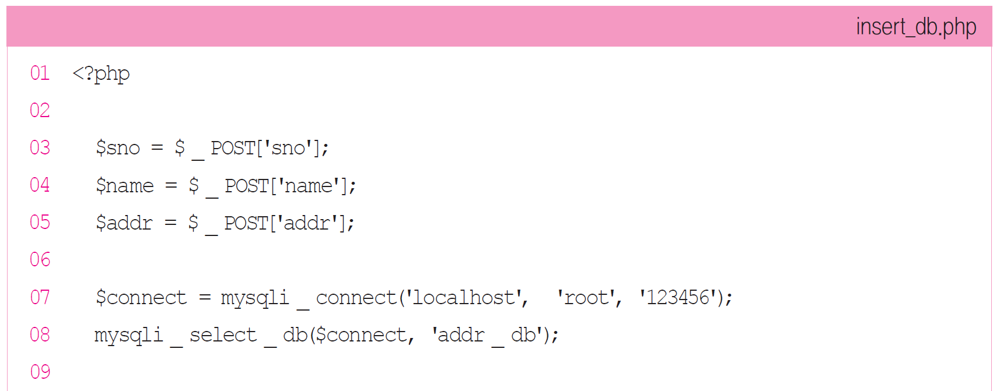 insert_db.php
01 <?php
02
03 $sno = $_POST['sno'];
04 $name = $_POST['name'];
05 $addr = $_POST['addr'];
06
07 $connect = mysqli_connect('localhost', 'root', '123456');
08 mysqli_select_db($connect, 'addr_db');
09